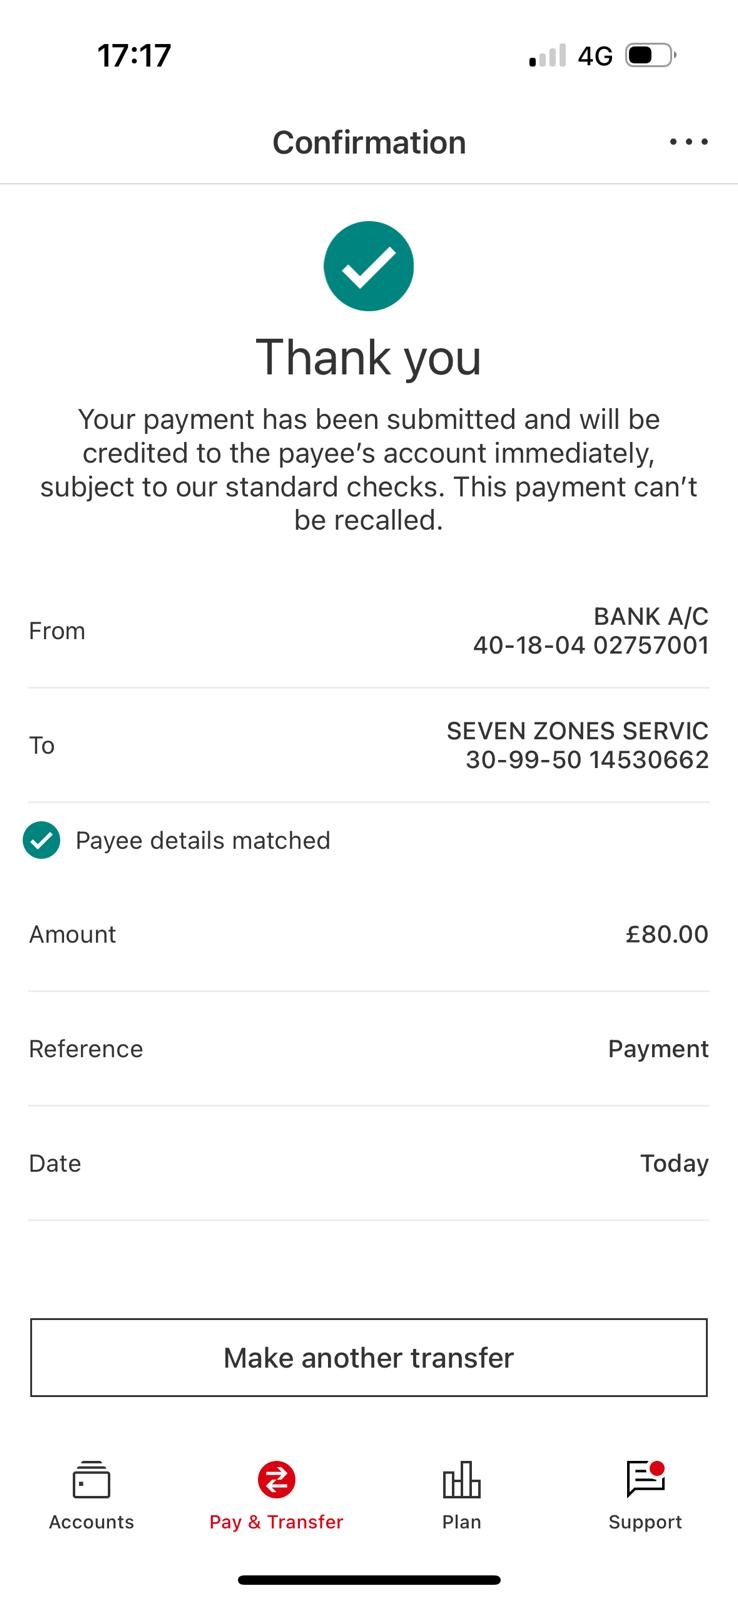 17:17
4G
Confirmation
Thank you
Your payment has been submitted and will be
credited to the payee’s account immediately,
subject to our standard checks. This payment can’t
be recalled.
From
BANK A/C
40-18-04 02757001
To
SEVEN ZONES SERVIC
30-99-50 14530662
Payee details matched
Amount
£80.00
Reference
Payment
Date
Today
Make another transfer
Accounts
Pay & Transfer
Plan
Support